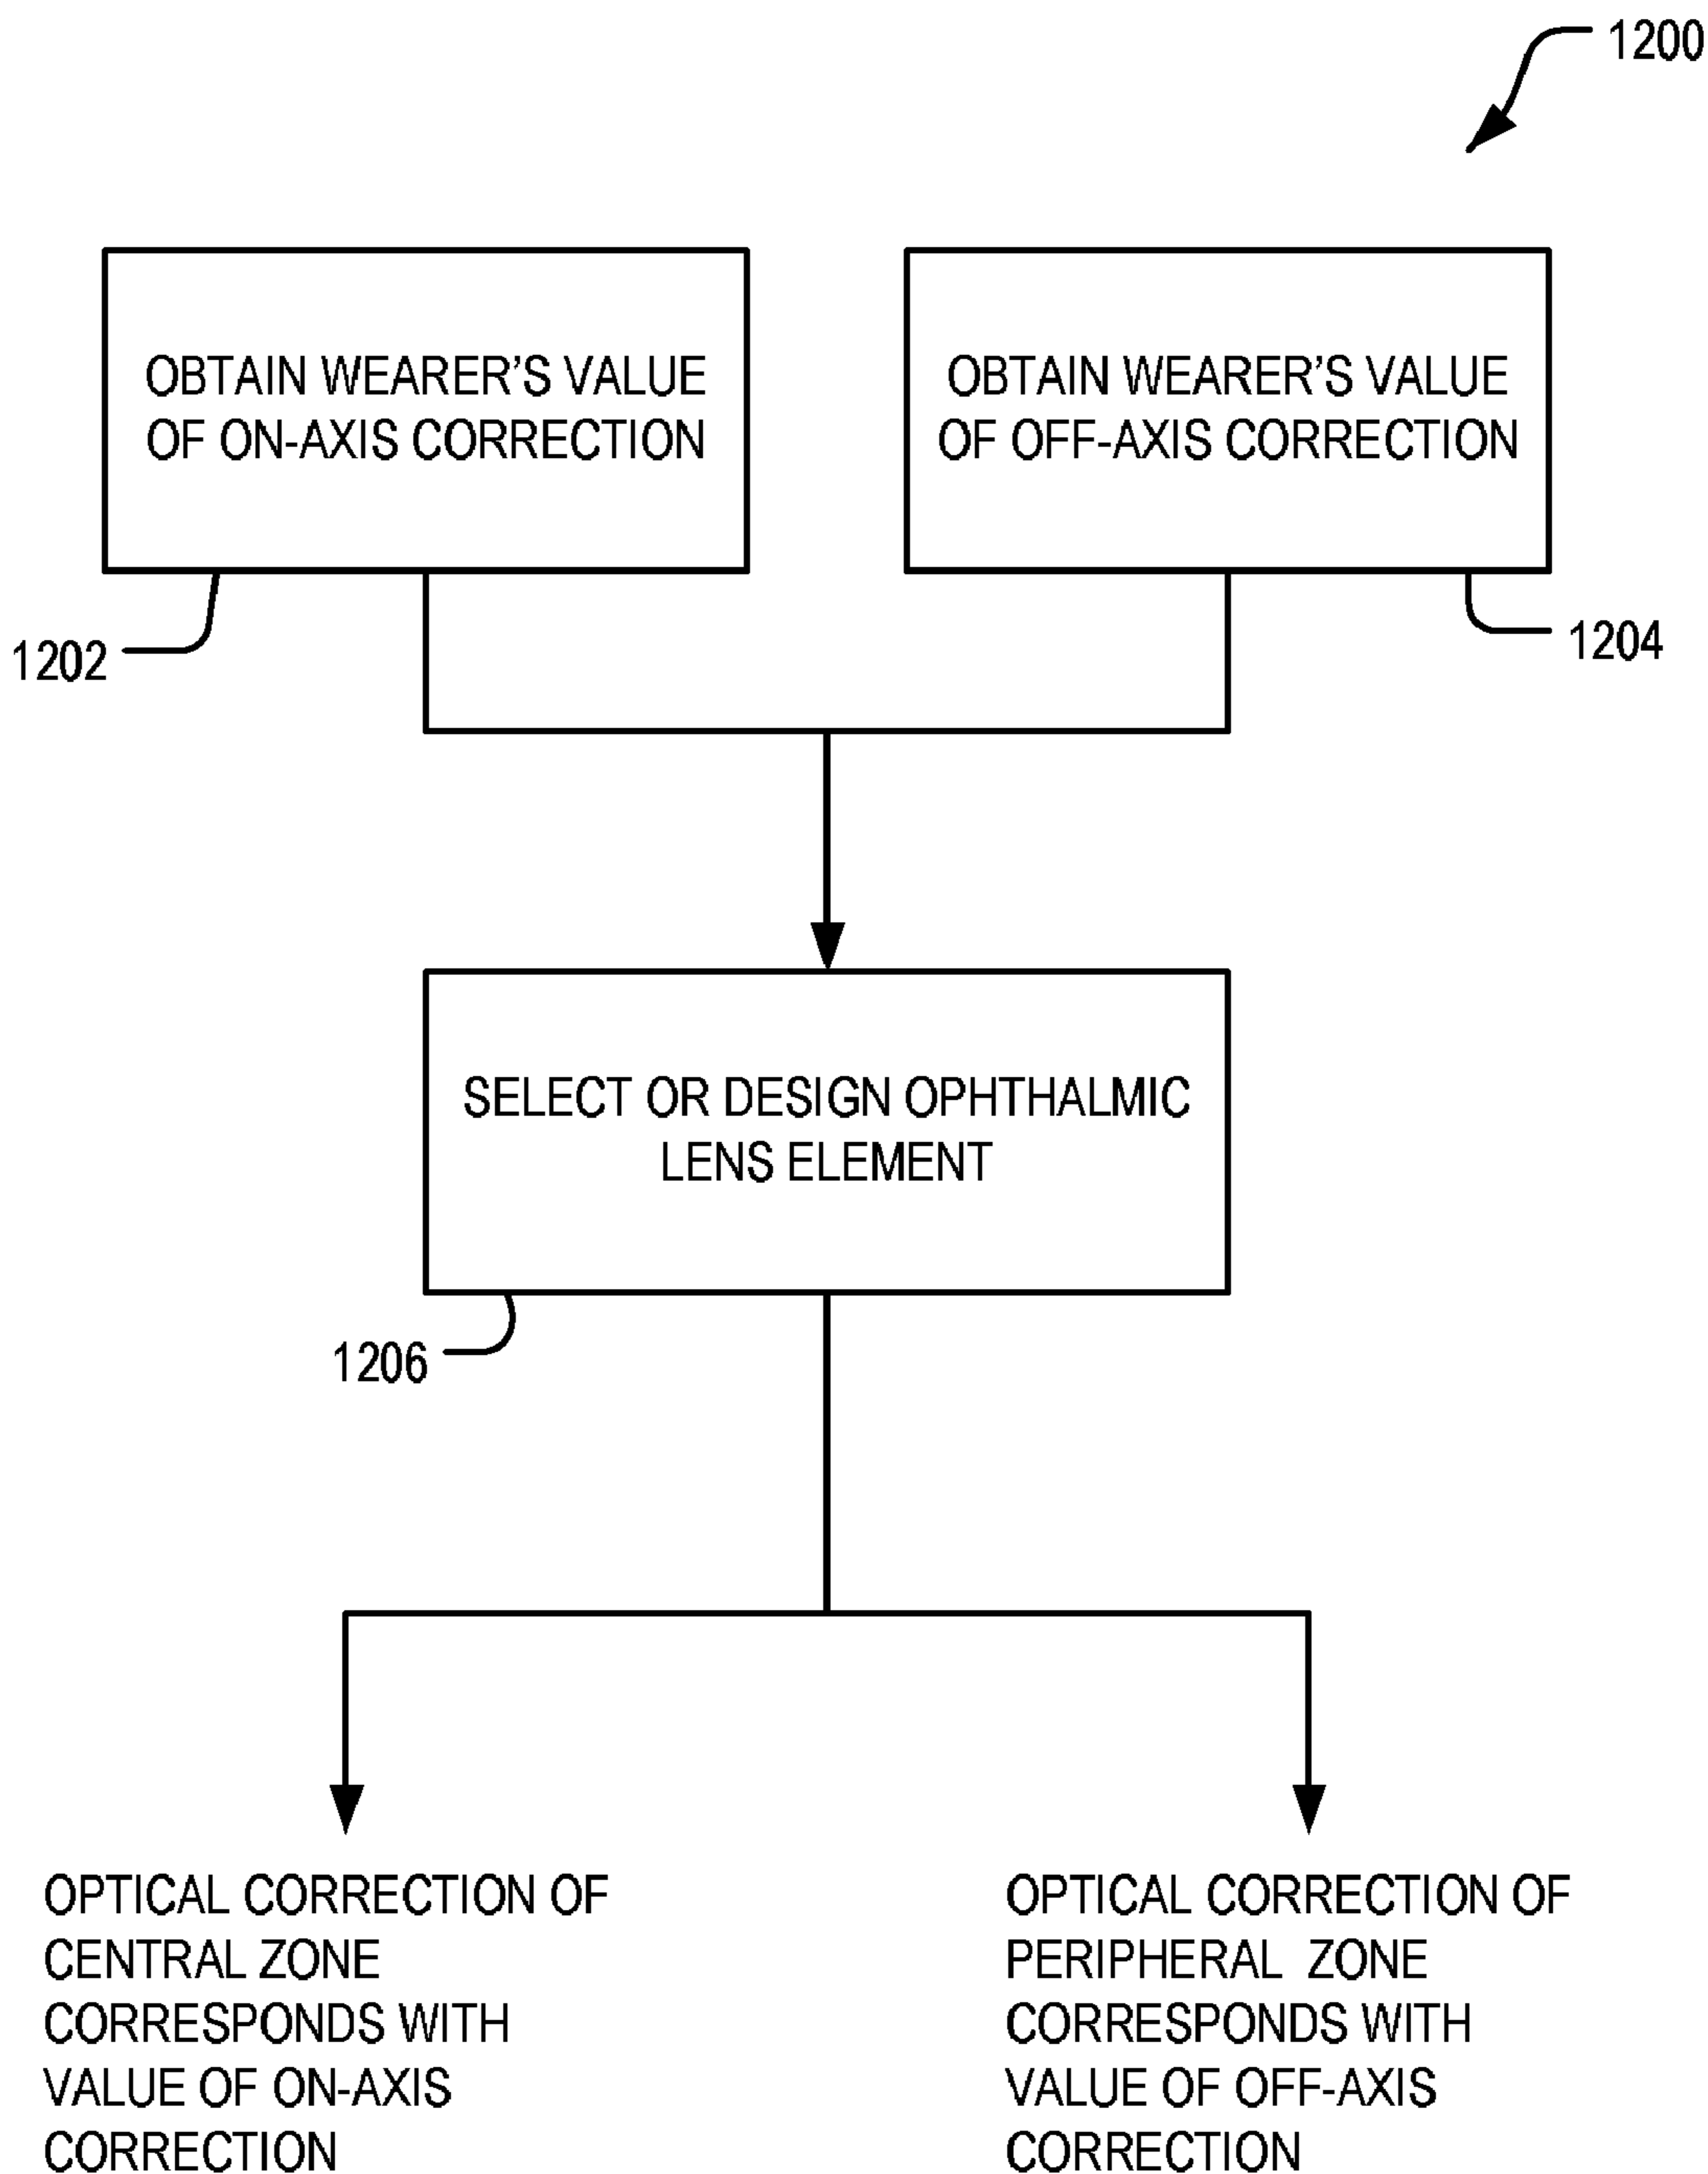 1200
OBTAIN WEARER'S VALUE
OF ON-AXIS CORRECTION
OBTAIN WEARER'S VALUE
OF OFF-AXIS CORRECTION
1202
1204
SELECT OR DESIGN OPHTHALMIC
LENS ELEMENT
1206
OPTICAL CORRECTION OF
CENTRAL ZONE
CORRESPONDS WITH
VALUE OF ON-AXIS
CORRECTION
OPTICAL CORRECTION OF
PERIPHERAL ZONE
CORRESPONDS WITH
VALUE OF OFF-AXIS
CORRECTION